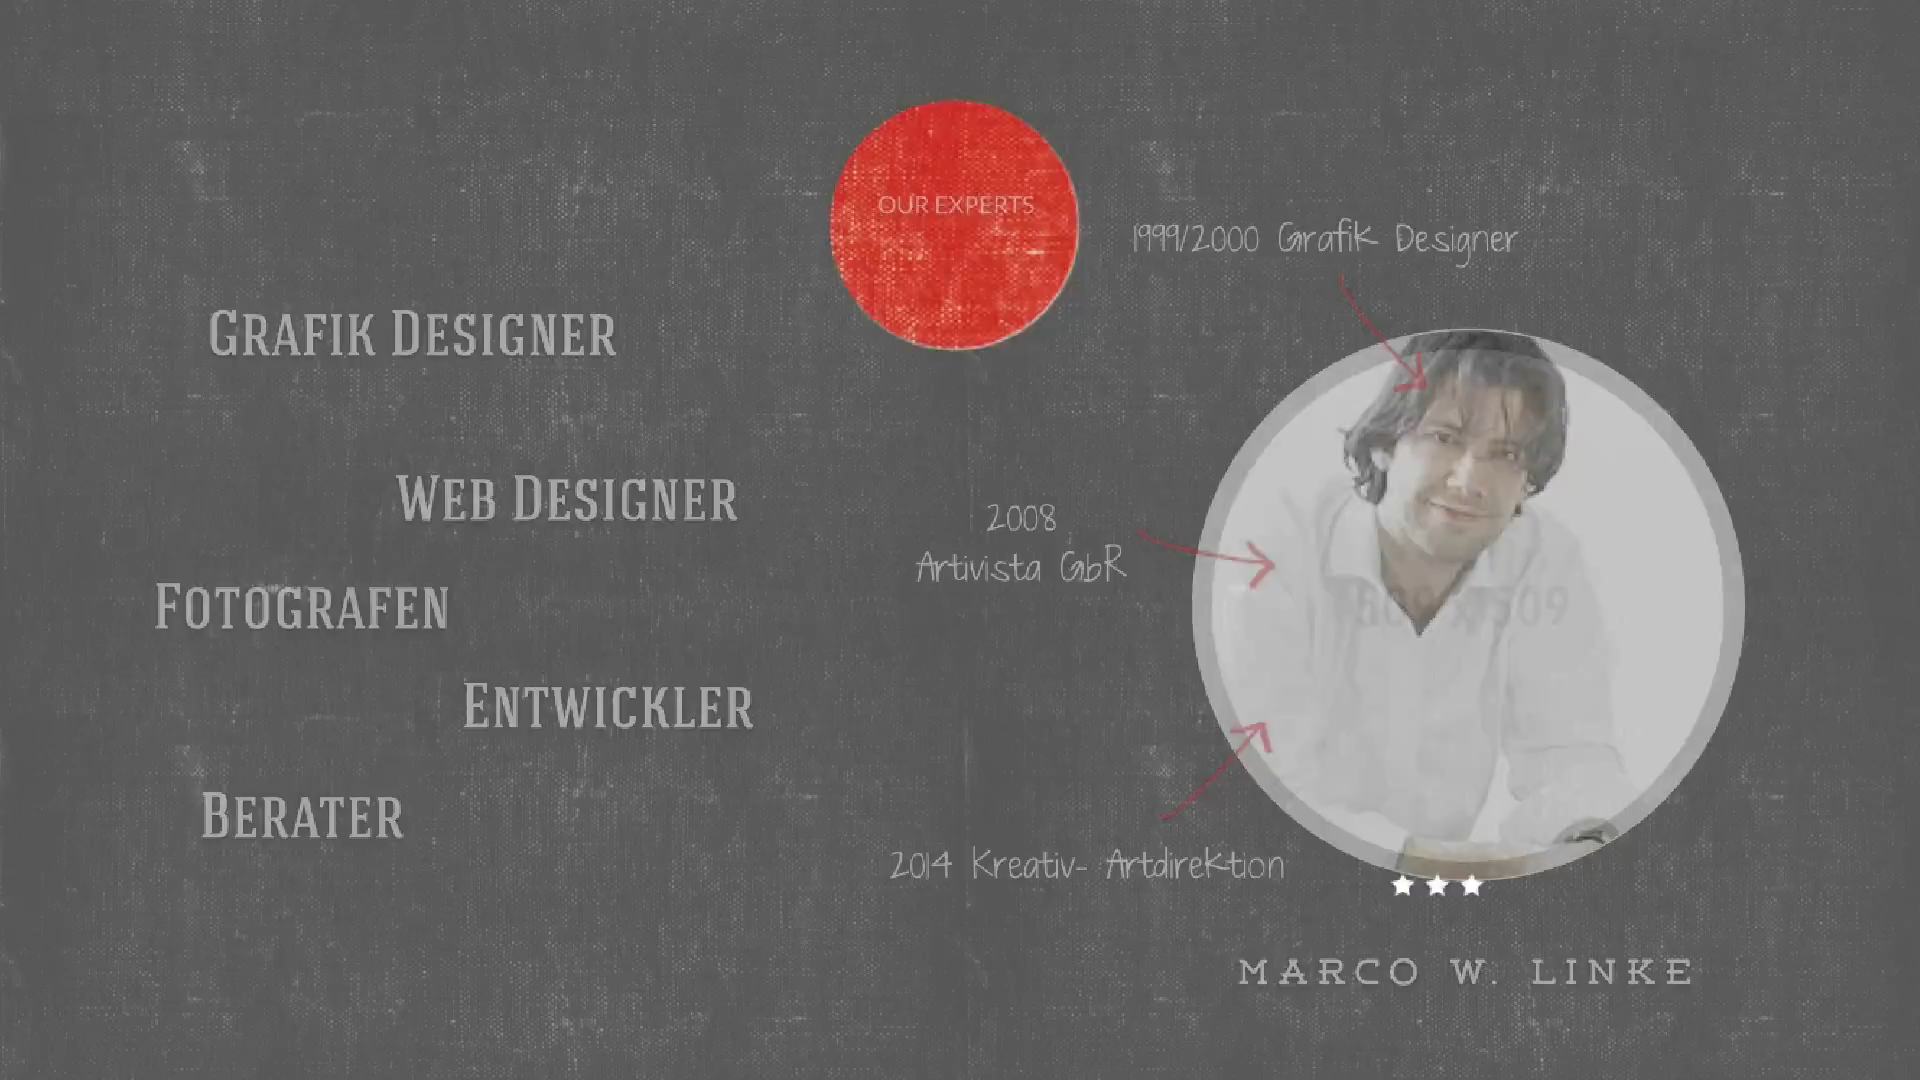 OUR EXPERTS
GRAFIK DESIGNER
WEB DESIGNER
FOTOGRAFEN
ENTWICKLER
BERATER
1999/2000 Grafik Designer
2008
Artivista GbR
2014 Kreativ- Artdirektion
MARCO W. LINKE